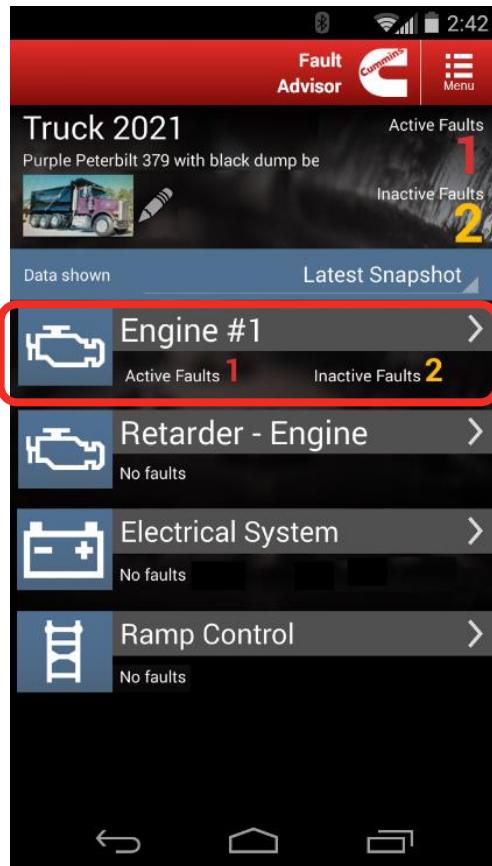 2:42
Fault
Advisor
Cummins
Menu
Truck 2021
Active Faults
1
Purple Peterbilt 379 with black dump be
Inactive Faults
2
Data shown
Latest Snapshot
Engine #1
Active Faults 1 Inactive Faults 2
Retarder - Engine
No faults
Electrical System
No faults
Ramp Control
No faults